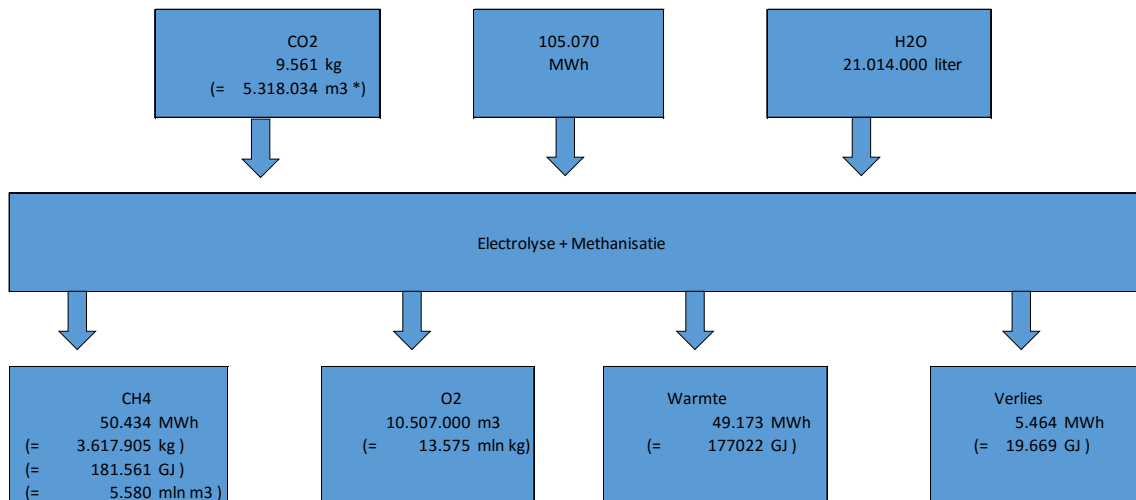 CO2
9.561 kg
(= 5.318.034 m3 *)
105.070
MWh
H2O
21.014.000 liter
Electrolyse + Methanisatie
CH4
50.434 MWh
(= 3.617.905 kg )
(= 181.561 GJ )
(= 5.580 mln m3 )
O2
10.507.000 m3
(= 13.575 mln kg)
Warmte
49.173 MWh
(= 177022 GJ )
Verlies
5.464 MWh
(= 19.669 GJ )